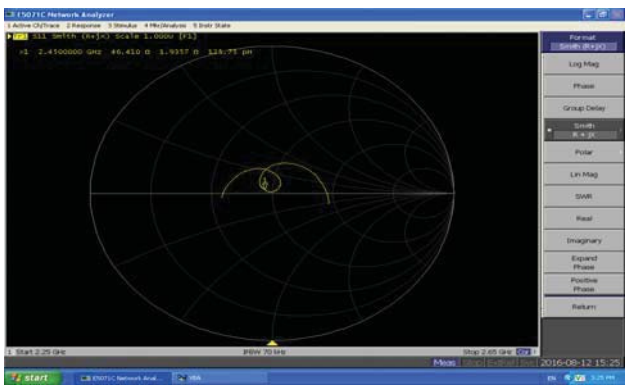 E5071C Network Analyzer
1 Active Ch/Trace 2 Response 3 Stimulus 4 Mkr/Analysis 5 Instr State
Tr1 S11 Smith (R+jX) Scale 1.000U [F1]
>1 2.4500000 GHz 46.410 Ω 1.9357 Ω 125.75 pH
Format
Smith (R+jX)
Log Mag
Phase
Group Delay
Smith
R + jX
Polar
Lin Mag
SWR
Real
Imaginary
Expand
Phase
Positive
Phase
Return
1 Start 2.25 GHz
IFBW 70 kHz
Stop 2.65 GHz
Cor
Meas
2016-08-12 15:25
start
E5071C Network Anal...
VBA
EN
3:25 PM